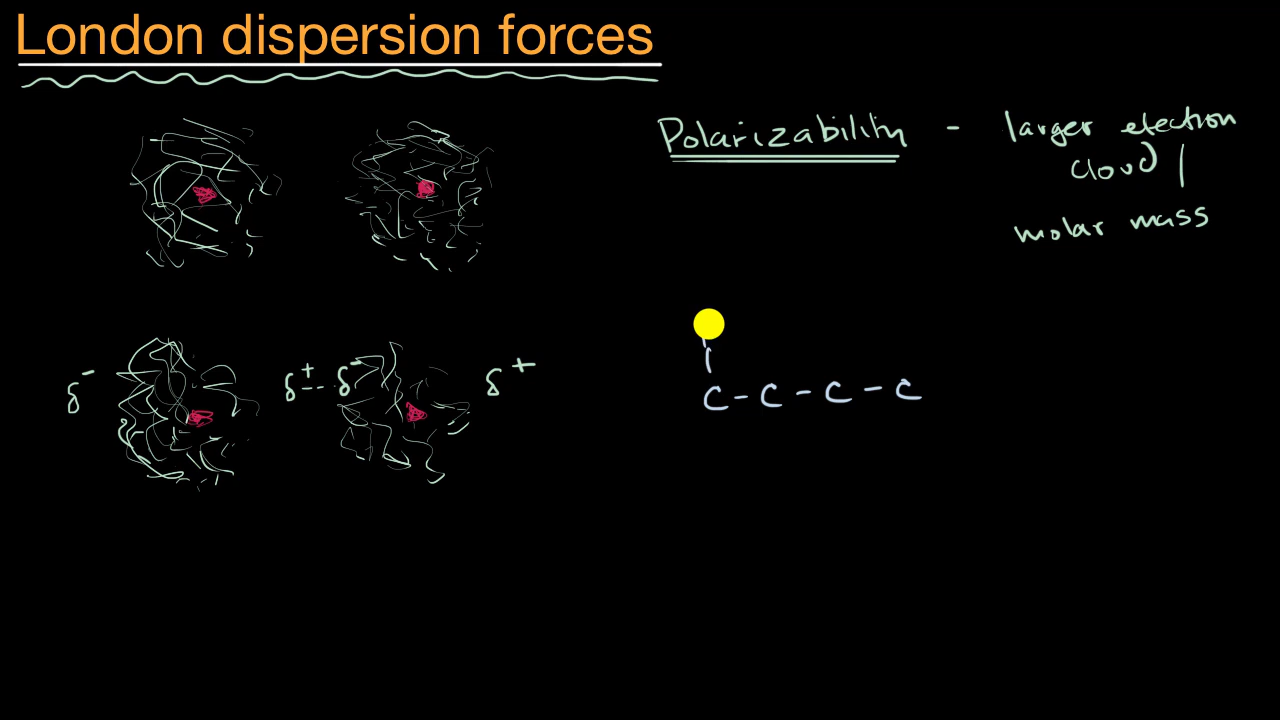 London dispersion forces
Polarizability - larger electron
cloud /
molar mass
δ- δ+ -- δ- δ+
C - C - C - C